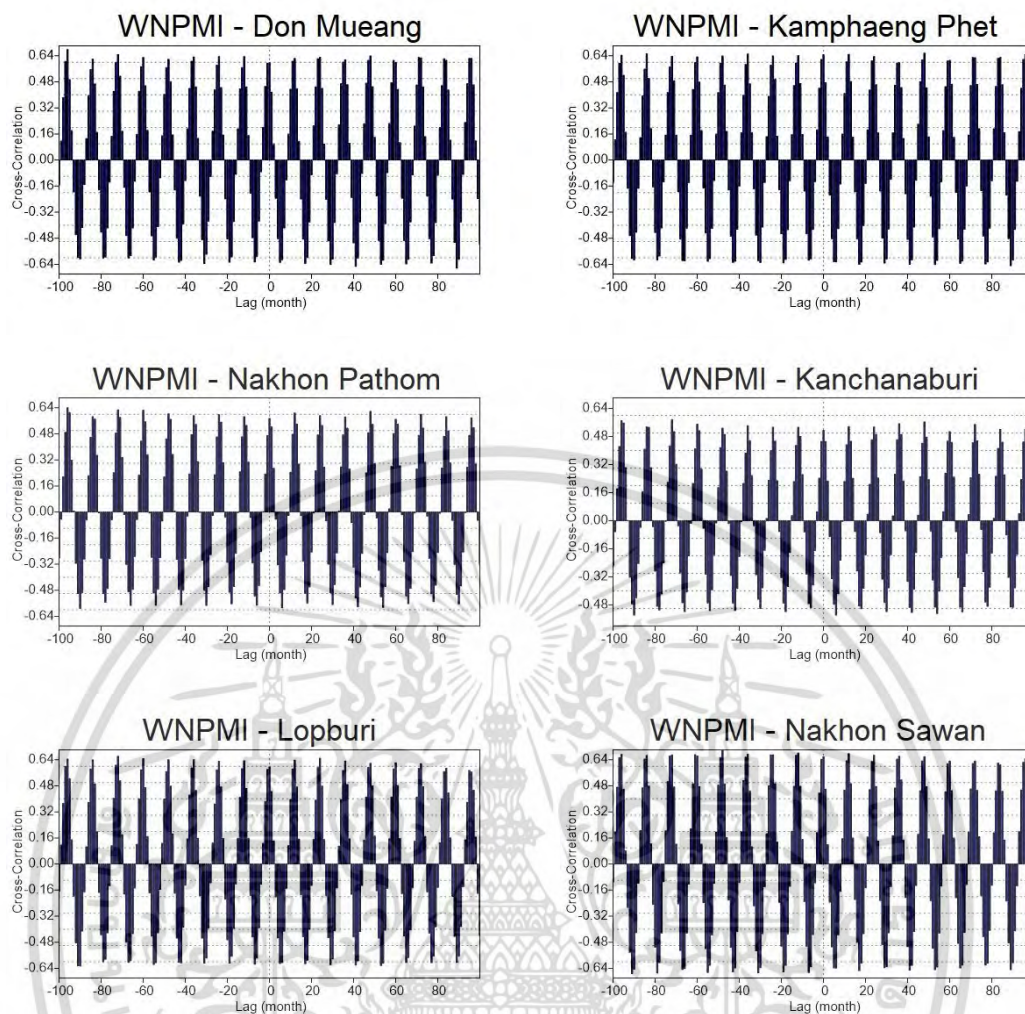 WNPMI - Don Mueang
0.64
0.48
0.32
0.16
0.00
-0.16
-0.32
-0.48
-0.64
Cross-Correlation
-100 -80 -60 -40 -20 0 20 40 60 80
Lag (month)
WNPMI - Kamphaeng Phet
0.64
0.48
0.32
0.16
0.00
-0.16
-0.32
-0.48
-0.64
Cross-Correlation
-100 -80 -60 -40 -20 0 20 40 60 80
Lag (month)
WNPMI - Nakhon Pathom
0.64
0.48
0.32
0.16
0.00
-0.16
-0.32
-0.48
-0.64
Cross-Correlation
-100 -80 -60 -40 -20 0 20 40 60 80
Lag (month)
WNPMI - Kanchanaburi
0.64
0.48
0.32
0.16
0.00
-0.16
-0.32
-0.48
Cross-Correlation
-100 -80 -60 -40 -20 0 20 40 60 80
Lag (month)
WNPMI - Lopburi
0.64
0.48
0.32
0.16
0.00
-0.16
-0.32
-0.48
-0.64
Cross-Correlation
-100 -80 -60 -40 -20 0 20 40 60 80
Lag (month)
WNPMI - Nakhon Sawan
0.64
0.48
0.32
0.16
0.00
-0.16
-0.32
-0.48
-0.64
Cross-Correlation
-100 -80 -60 -40 -20 0 20 40 60 80
Lag (month)